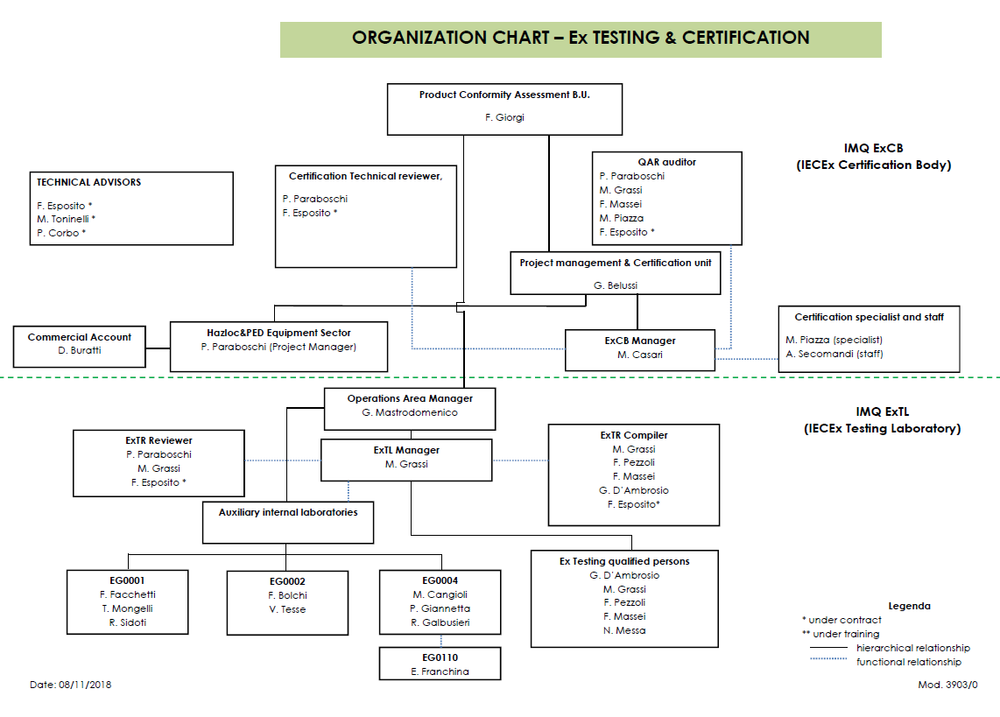 ORGANIZATION CHART – Ex TESTING & CERTIFICATION
Product Conformity Assessment B.U.
F. Giorgi
IMQ ExCB
(IECEx Certification Body)
TECHNICAL ADVISORS
F. Esposito *
M. Toninelli *
P. Corbo *
Certification Technical reviewer,
P. Paraboschi
F. Esposito *
QAR auditor
P. Paraboschi
M. Grassi
F. Massei
M. Piazza
F. Esposito *
Project management & Certification unit
G. Belussi
Commercial Account
D. Buratti
Hazloc&PED Equipment Sector
P. Paraboschi (Project Manager)
ExCB Manager
M. Casari
Certification specialist and staff
M. Piazza (specialist)
A. Secomandi (staff)
Operations Area Manager
G. Mastrodomenico
IMQ ExTL
(IECEx Testing Laboratory)
ExTR Reviewer
P. Paraboschi
M. Grassi
F. Esposito *
ExTL Manager
M. Grassi
ExTR Compiler
M. Grassi
F. Pezzoli
F. Massei
G. D’Ambrosio
F. Esposito*
Auxiliary internal laboratories
EG0001
F. Facchetti
T. Mongelli
R. Sidoti
EG0002
F. Bolchi
V. Tesse
EG0004
M. Cangioli
P. Giannetta
R. Galbusieri
EG0110
E. Franchina
Ex Testing qualified persons
G. D’Ambrosio
M. Grassi
F. Pezzoli
F. Massei
N. Messa
Legenda
* under contract
** under training
hierarchical relationship
functional relationship
Date: 08/11/2018
Mod. 3903/0